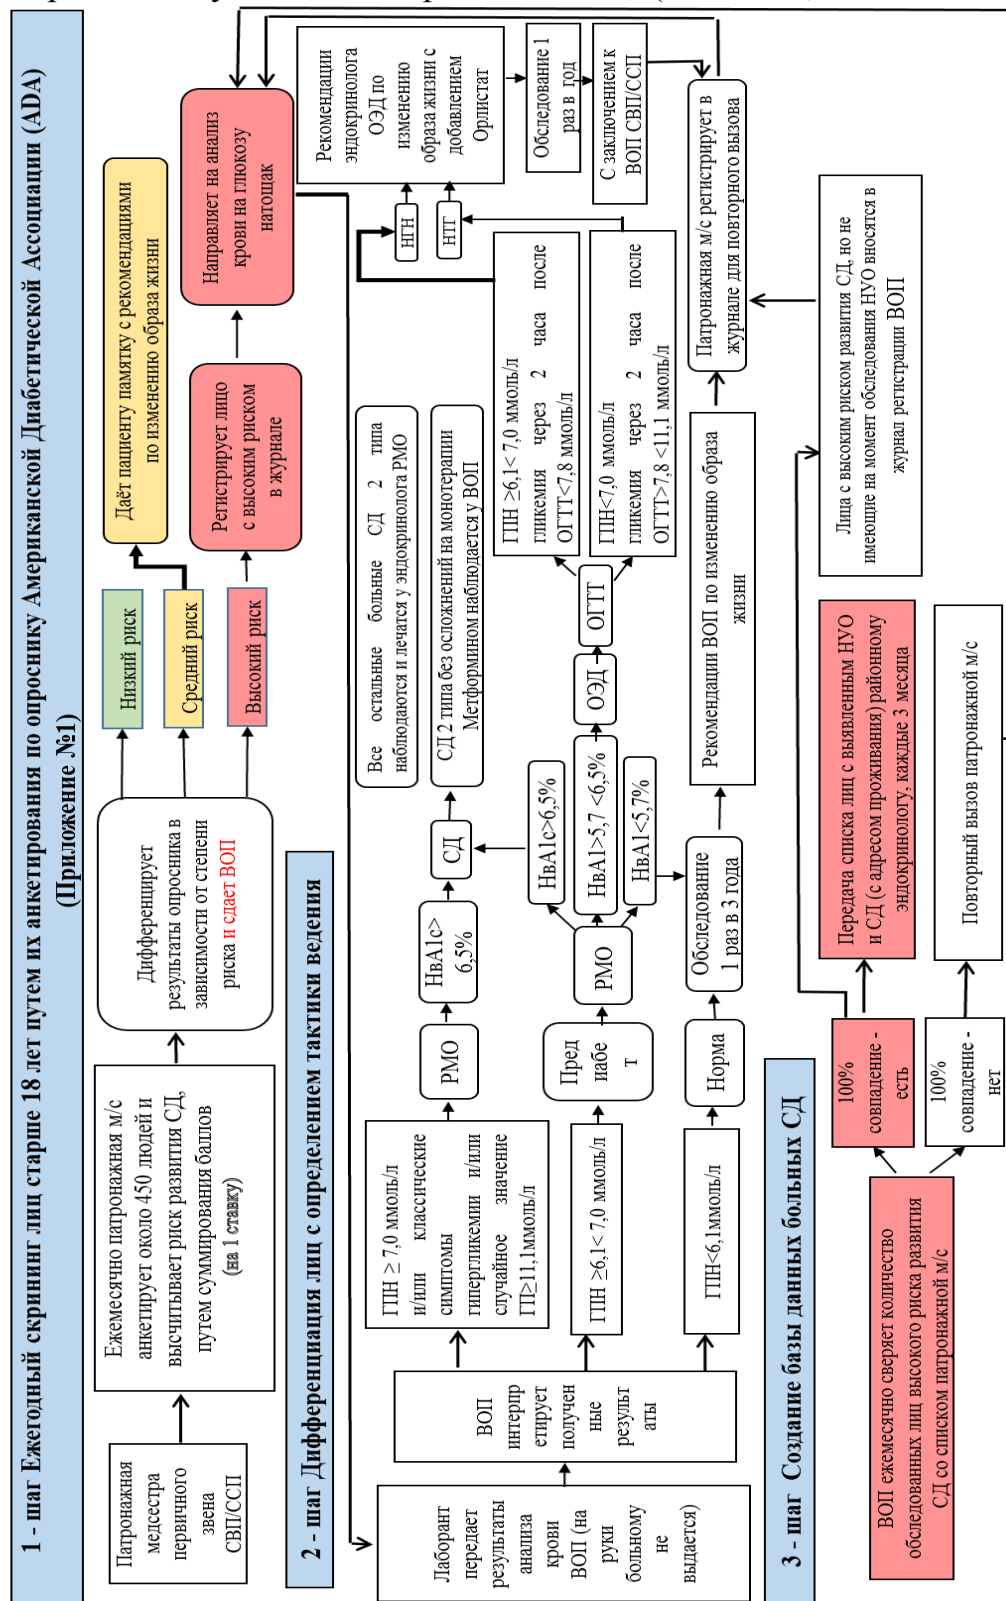 1 - шаг Ежегодный скрининг лиц старше 18 лет путем их анкетирования по опроснику Американской Диабетической Ассоциации (ADA)
(Приложение №1)
Патронажная
медсестра
первичного
звена
СВП/ССП
Ежемесячно патронажная м/с
анкетирует около 450 людей и
высчитывает риск развития СД,
путем суммирования баллов
(на 1 ставку)
Дифференцирует
результаты опросника в
зависимости от степени
риска и сдает ВОП
Низкий риск
Средний риск
Высокий риск
Даёт пациенту памятку с рекомендациями
по изменению образа жизни
Регистрирует лицо
с высоким риском
в журнале
Направляет на анализ
крови на глюкозу
натощак
2 - шаг Дифференциация лиц с определением тактики ведения
Лаборант
передает
результаты
анализа
крови
ВОП (на
руки
больному
не
выдается)
ВОП
интерпр
етирует
получен
ные
результ
аты
ГПН ≥ 7,0 ммоль/л
и/или классические
симптомы
гипергликемии и/или
случайное значение
ГП≥11,1ммоль/л
РМО
НвА1с>
6,5%
СД
Все остальные больные СД 2 типа
наблюдаются и лечатся у эндокринолога РМО
СД 2 типа без осложнений на монотерапии
Метформином наблюдается у ВОП
ГПН ≥6,1< 7,0 ммоль/л
Пред
иабе
т
РМО
НвА1с>6,5%
НвА1>5,7 <6,5%
НвА1<5,7%
ОЭД
ОГТТ
ГПН ≥6,1< 7,0 ммоль/л
гликемия через 2 часа после
ОГТТ<7,8 ммоль/л
ГПН<7,0 ммоль/л
гликемия через 2 часа после
ОГТТ>7,8 <11,1 ммоль/л
НГН
НТГ
Рекомендации
эндокринолога
ОЭД по
изменению
образа жизни с
добавлением
Орлистат
Обследование 1
раз в год
С заключением к
ВОП СВП/ССП
ГПН<6,1ммоль/л
Норма
Обследование
1 раз в 3 года
Рекомендации ВОП по изменению образа
жизни
Патронажная м/с регистрирует в
журнале для повторного вызова
3 - шаг Создание базы данных больных СД
ВОП ежемесячно сверяет количество
обследованных лиц высокого риска развития
СД со списком патронажной м/с
100%
совпадение -
есть
100%
совпадение -
нет
Передача списка лиц с выявленным НУО
и СД (с адресом проживания) районному
эндокринологу, каждые 3 месяца
Повторный вызов патронажной м/с
Лица с высоким риском развития СД, но не
имеющие на момент обследования НУО вносятся в
журнал регистрации ВОП